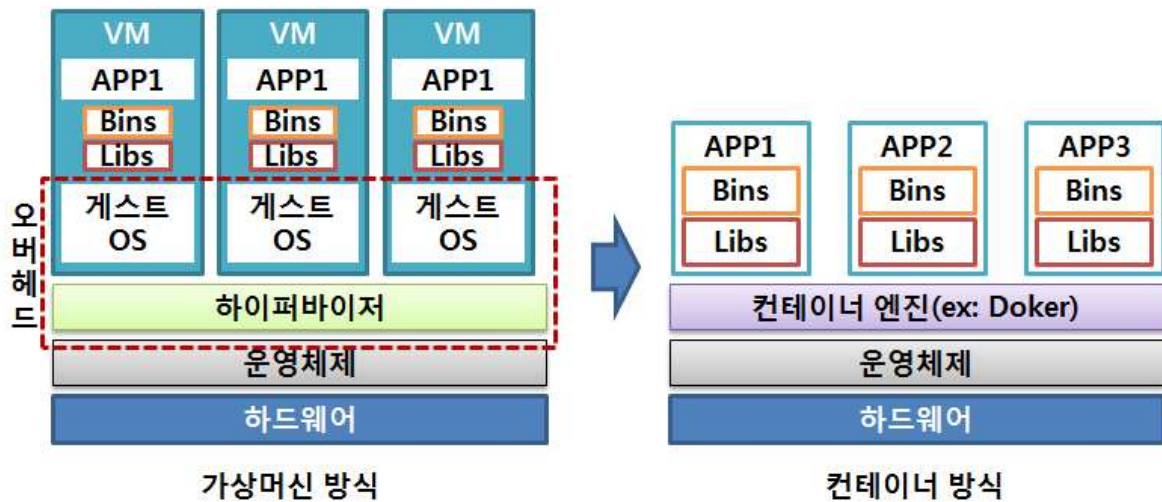 VM
APP1
Bins
Libs
게스트
OS
VM
APP1
Bins
Libs
게스트
OS
VM
APP1
Bins
Libs
게스트
OS
오버헤드
하이퍼바이저
운영체제
하드웨어
가상머신 방식
APP1
Bins
Libs
APP2
Bins
Libs
APP3
Bins
Libs
컨테이너 엔진(ex: Doker)
운영체제
하드웨어
컨테이너 방식